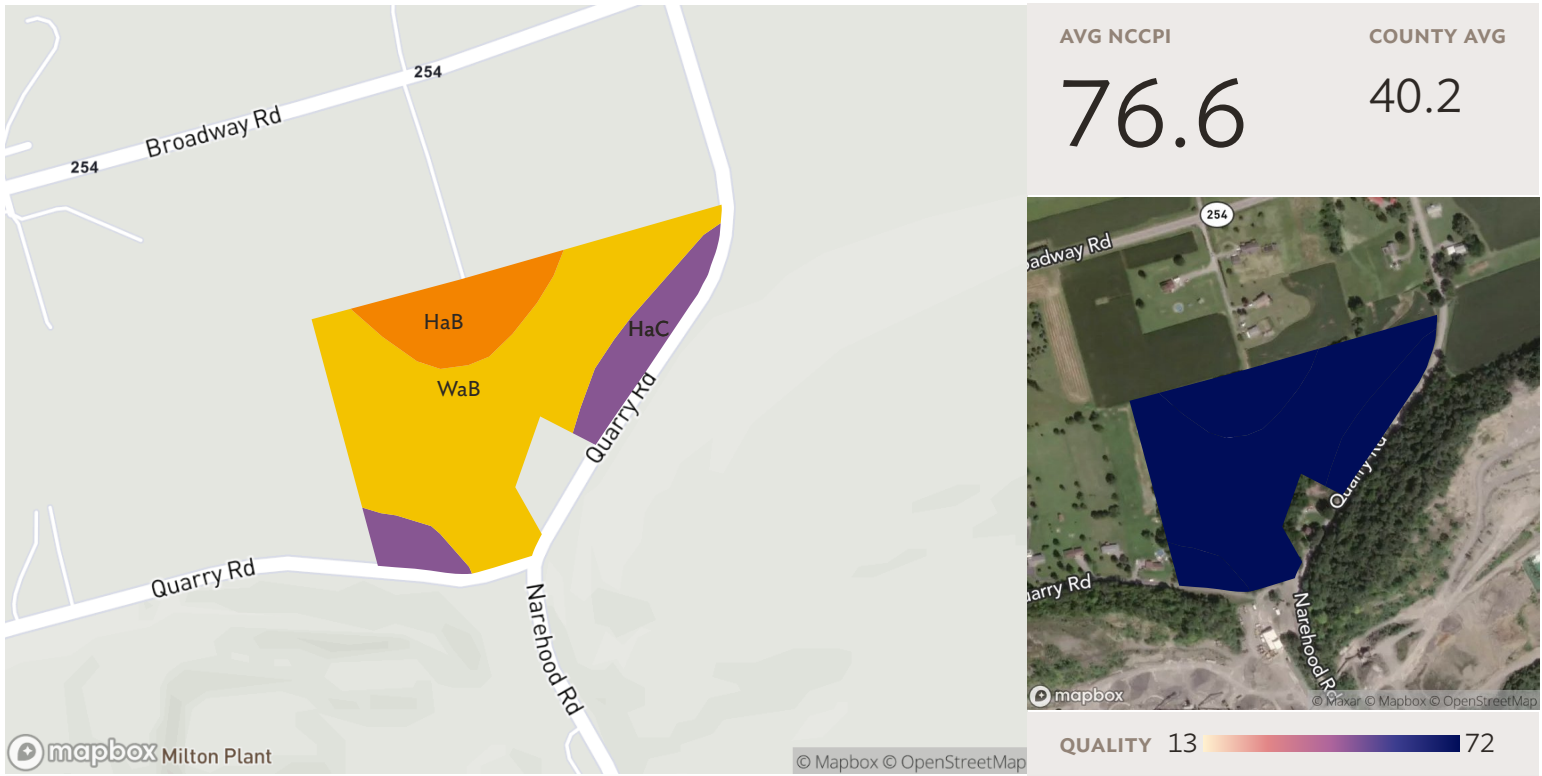 254
Broadway Rd
254
HaB
HaC
WaB
Quarry Rd
Quarry Rd
Narehood Rd
mapbox
Milton Plant
© Mapbox © OpenStreetMap
AVG NCCPI
COUNTY AVG
76.6
40.2
254
oadway Rd
Quarry Rd
uarry Rd
Narehood Rd
mapbox
© Maxar © Mapbox © OpenStreetMap
QUALITY 13 72